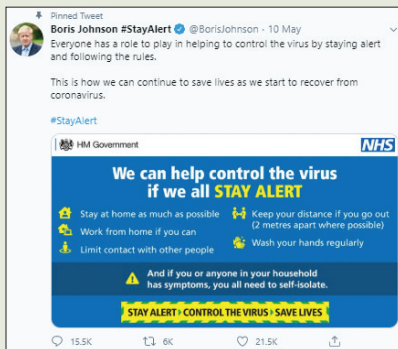 Pinned Tweet
Boris Johnson #StayAlert @BorisJohnson · 10 May
Everyone has a role to play in helping to control the virus by staying alert
and following the rules.
This is how we can continue to save lives as we start to recover from
coronavirus.
#StayAlert
HM Government
NHS
We can help control the virus
if we all STAY ALERT
Stay at home as much as possible
Work from home if you can
Limit contact with other people
Keep your distance if you go out
(2 metres apart where possible)
Wash your hands regularly
And if you or anyone in your household
has symptoms, you all need to self-isolate.
STAY ALERT CONTROL THE VIRUS SAVE LIVES
15.5K 6K 21.5K